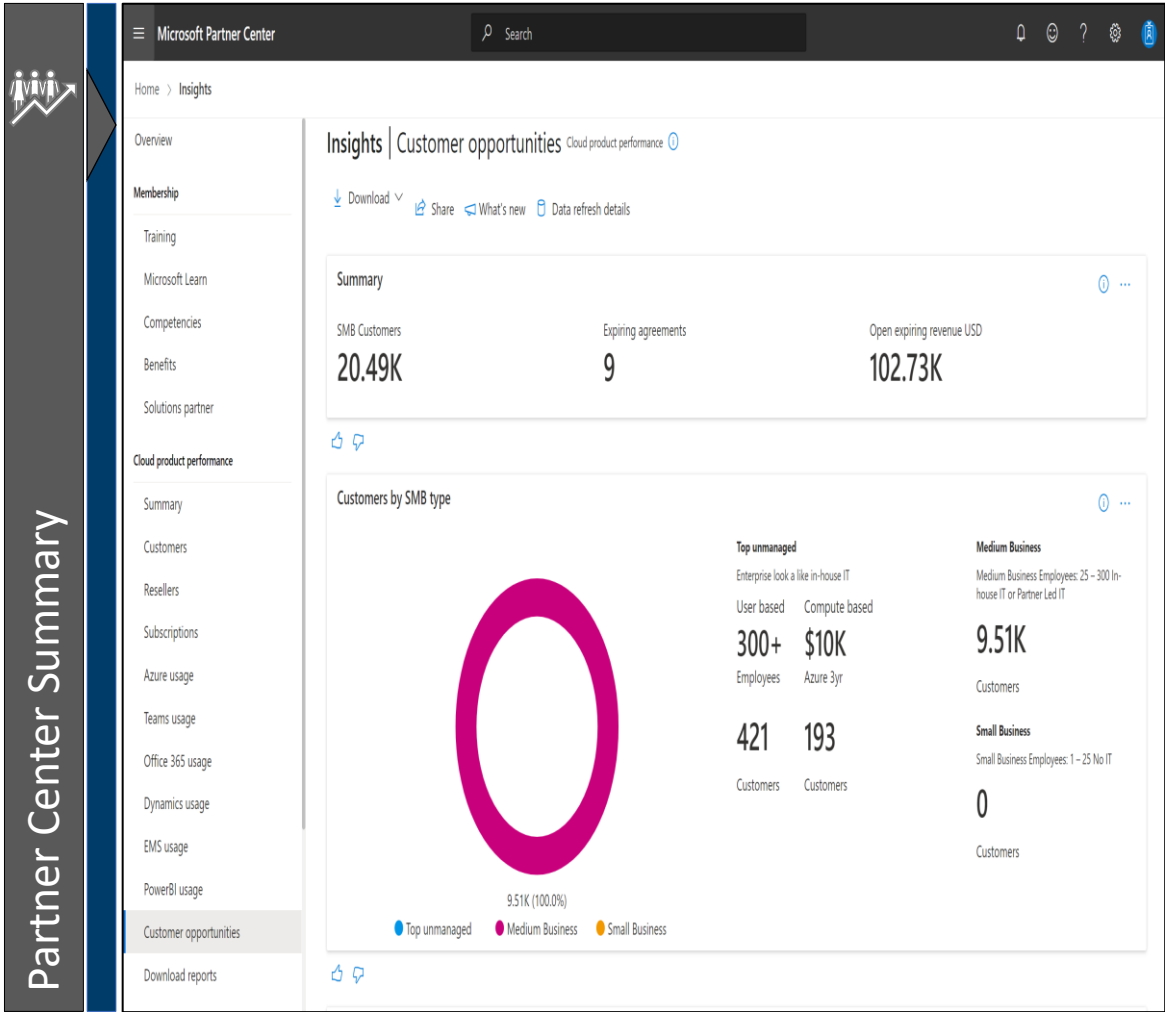 Partner Center Summary
Microsoft Partner Center
Search
Home > Insights
Overview
Membership
Training
Microsoft Learn
Competencies
Benefits
Solutions partner
Cloud product performance
Summary
Customers
Resellers
Subscriptions
Azure usage
Teams usage
Office 365 usage
Dynamics usage
EMS usage
PowerBI usage
Customer opportunities
Download reports
Insights | Customer opportunities Cloud product performance
Download
Share
What's new
Data refresh details
Summary
SMB Customers
20.49K
Expiring agreements
9
Open expiring revenue USD
102.73K
Customers by SMB type
9.51K (100.0%)
Top unmanaged
Medium Business
Small Business
Top unmanaged
Enterprise look a like in-house IT
User based
Compute based
300+
$10K
Employees
Azure 3yr
421
193
Customers
Customers
Medium Business
Medium Business Employees: 25 – 300 In-
house IT or Partner Led IT
9.51K
Customers
Small Business
Small Business Employees: 1 – 25 No IT
0
Customers